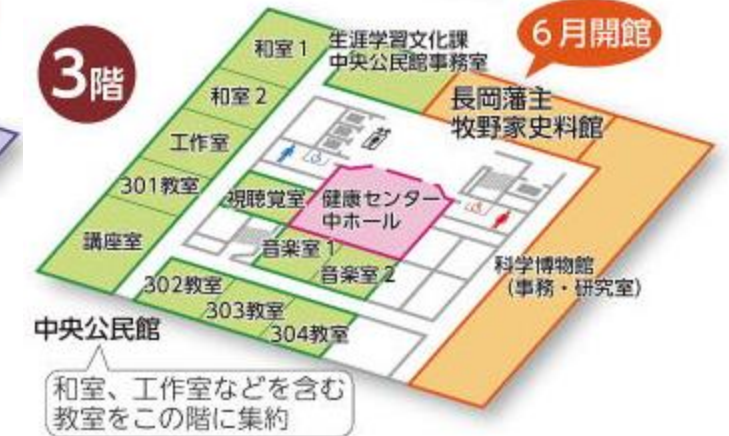 3階
6月開館
和室1
生涯学習文化課
中央公民館事務室
長岡藩主
牧野家史料館
和室2
工作室
301教室
講座室
視聴覚室
健康センター
中ホール
音楽室1
音楽室2
302教室
303教室
304教室
科学博物館
(事務・研究室)
中央公民館
和室、工作室などを含む
教室をこの階に集約